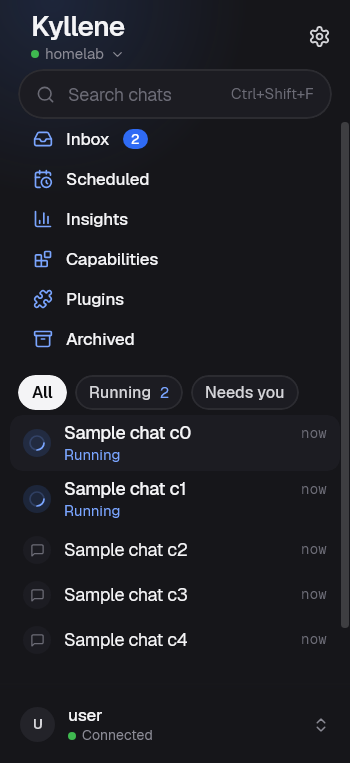 Kyllene
homelab
Search chats Ctrl+Shift+F
Inbox 2
Scheduled
Insights
Capabilities
Plugins
Archived
All Running 2 Needs you
Sample chat c0 now
Running
Sample chat c1 now
Running
Sample chat c2 now
Sample chat c3 now
Sample chat c4 now
U user
Connected